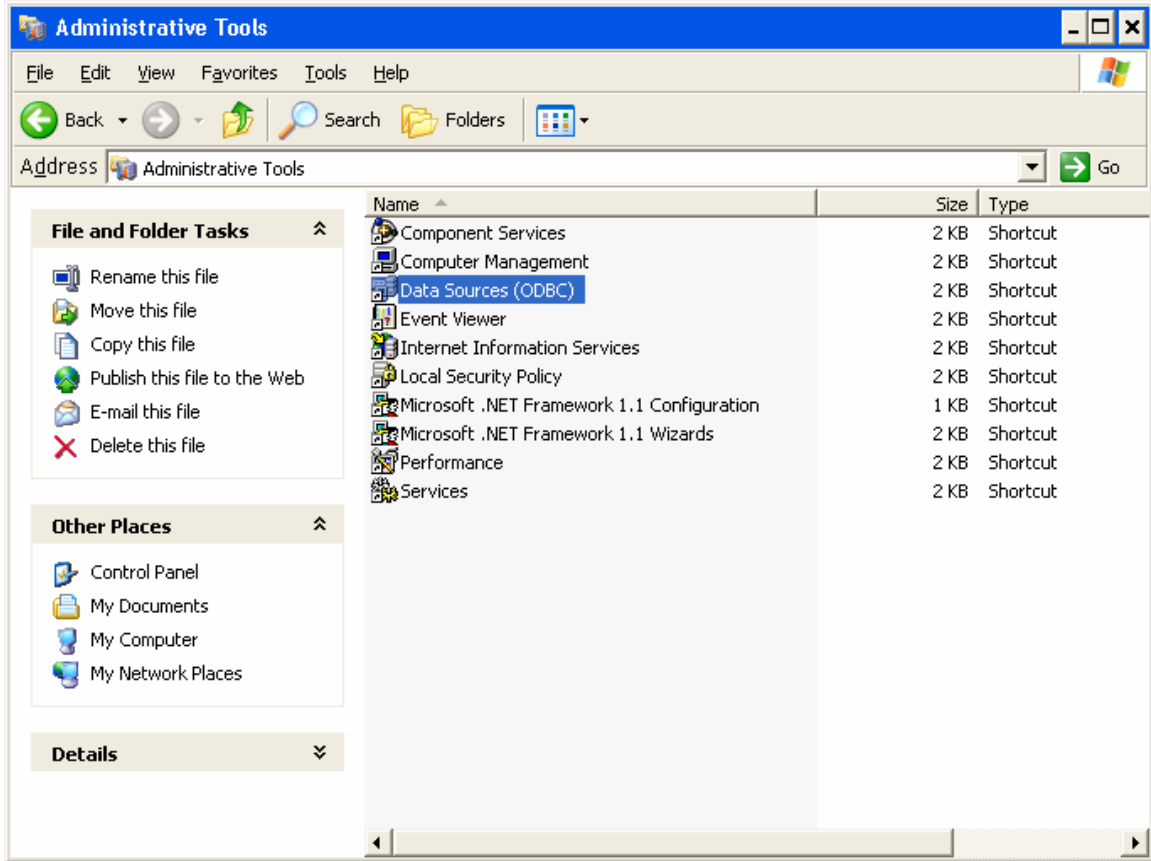 Administrative Tools
File Edit View Favorites Tools Help
Back Search Folders
Address Administrative Tools Go
File and Folder Tasks
Rename this file
Move this file
Copy this file
Publish this file to the Web
E-mail this file
Delete this file
Other Places
Control Panel
My Documents
My Computer
My Network Places
Details
Name Size Type
Component Services 2 KB Shortcut
Computer Management 2 KB Shortcut
Data Sources (ODBC) 2 KB Shortcut
Event Viewer 2 KB Shortcut
Internet Information Services 2 KB Shortcut
Local Security Policy 2 KB Shortcut
Microsoft .NET Framework 1.1 Configuration 1 KB Shortcut
Microsoft .NET Framework 1.1 Wizards 2 KB Shortcut
Performance 2 KB Shortcut
Services 2 KB Shortcut